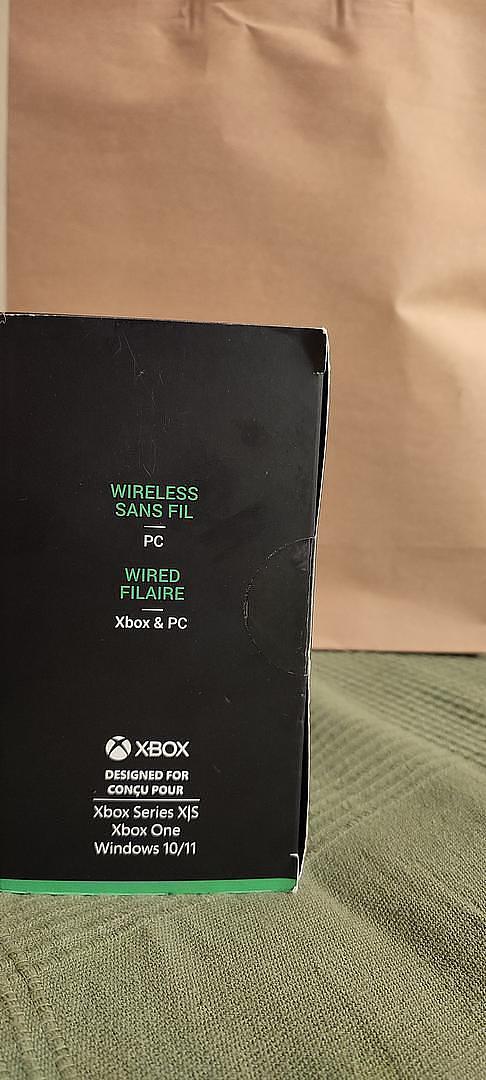 WIRELESS
SANS FIL
PC
WIRED
FILAIRE
Xbox & PC
XBOX
DESIGNED FOR
CONÇU POUR
Xbox Series X|S
Xbox One
Windows 10/11